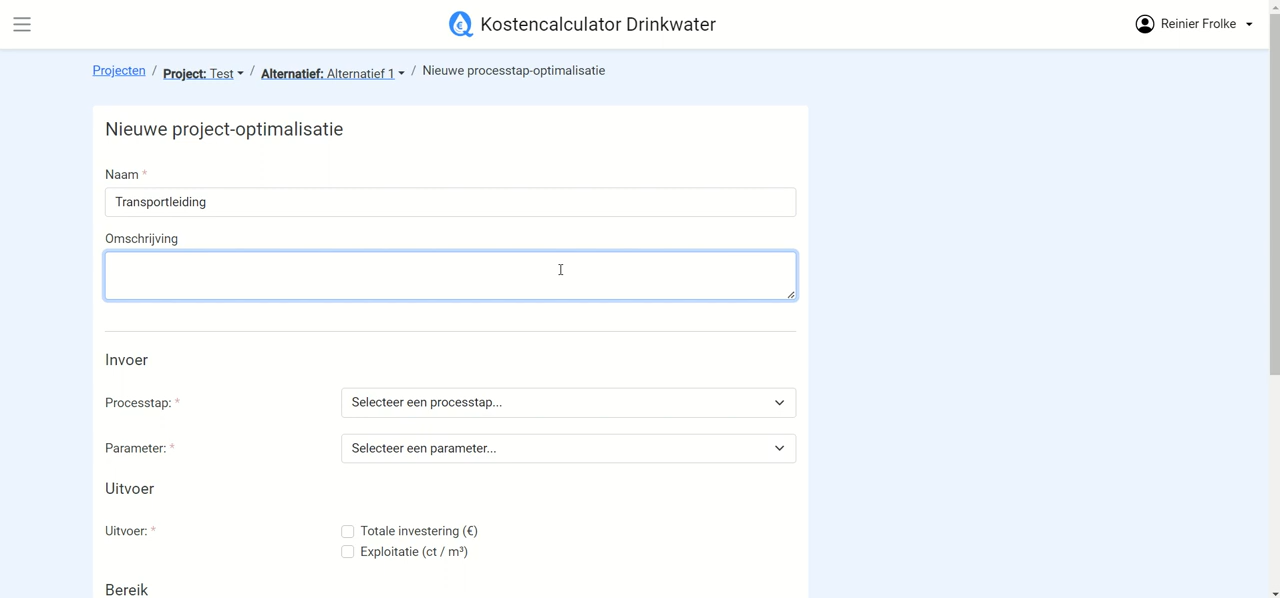 Kostencalculator Drinkwater
Reinier Frolke
Projecten / Project: Test / Alternatief: Alternatief 1 / Nieuwe processtap-optimalisatie
Nieuwe project-optimalisatie
Naam *
Transportleiding
Omschrijving
Invoer
Processtap: * Selecteer een processtap...
Parameter: * Selecteer een parameter...
Uitvoer
Uitvoer: * Totale investering (€)
Exploitatie (ct / m³)
Bereik